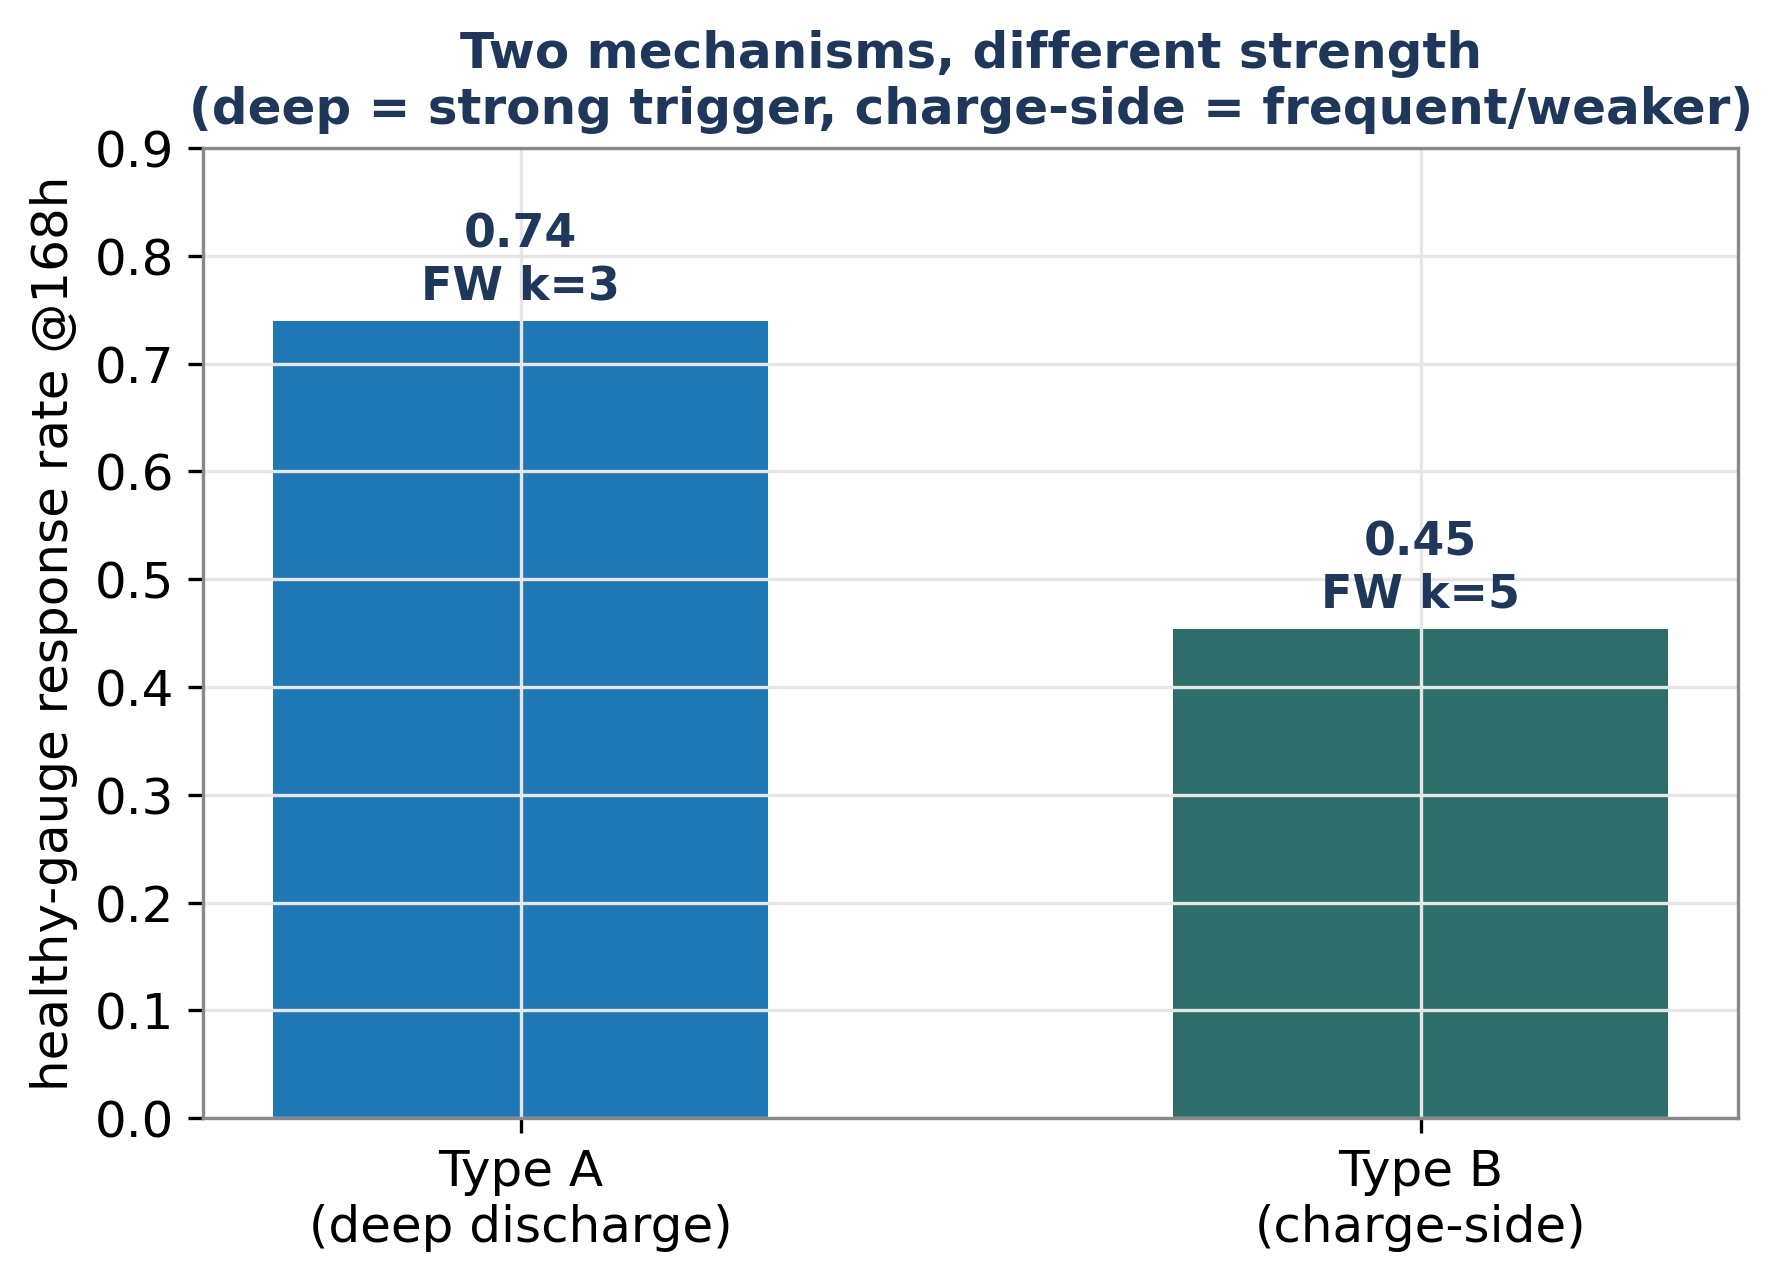 Two mechanisms, different strength
(deep = strong trigger, charge-side = frequent/weaker)
healthy-gauge response rate @168h
0.9
0.8
0.7
0.6
0.5
0.4
0.3
0.2
0.1
0.0
0.74
FW k=3
0.45
FW k=5
Type A
(deep discharge)
Type B
(charge-side)